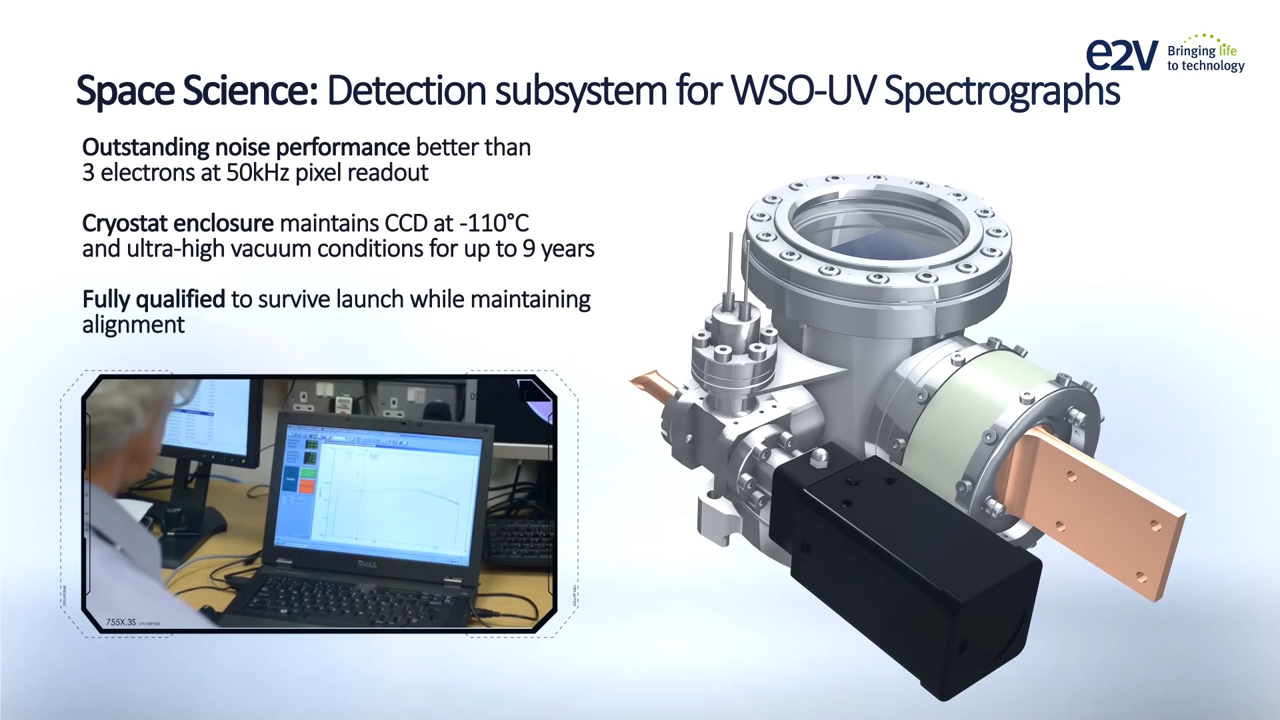 e2v Bringing life
to technology
Space Science: Detection subsystem for WSO-UV Spectrographs
Outstanding noise performance better than
3 electrons at 50kHz pixel readout
Cryostat enclosure maintains CCD at -110°C
and ultra-high vacuum conditions for up to 9 years
Fully qualified to survive launch while maintaining
alignment
DELL
755X.3S